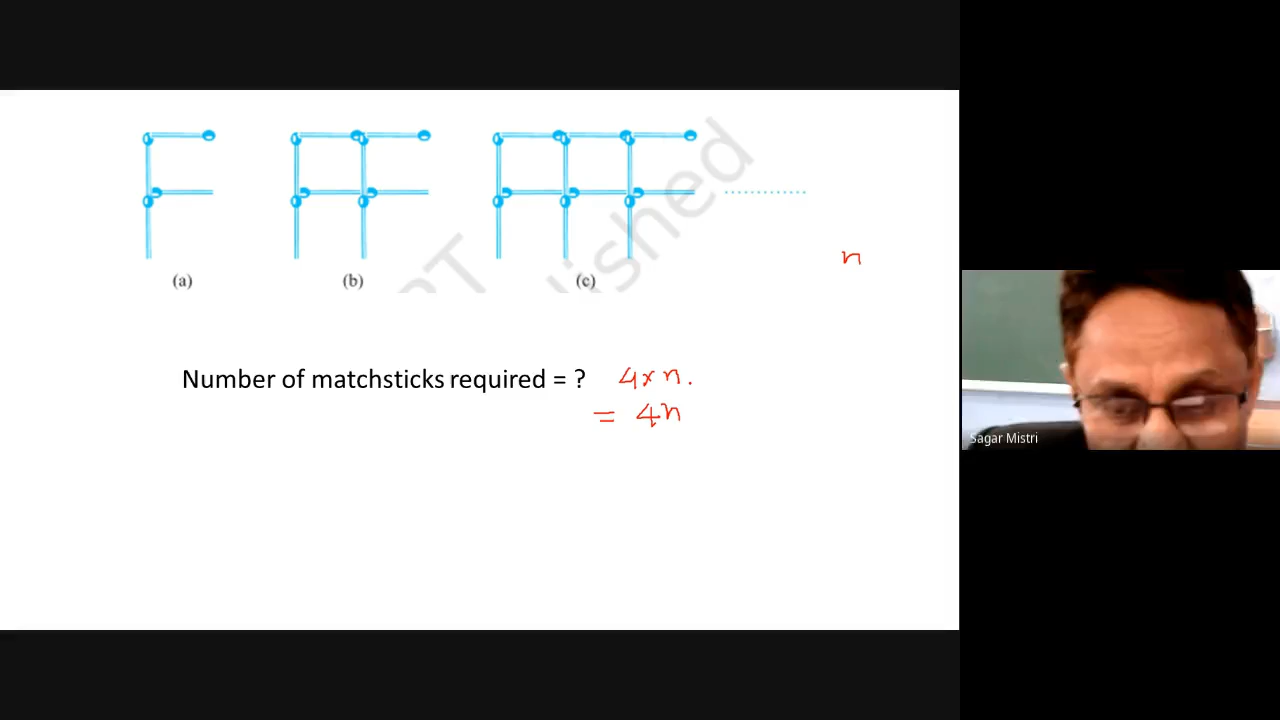 (a) (b) (c) ............
n
Number of matchsticks required = ? 4 x n.
= 4n
Sagar Mistri